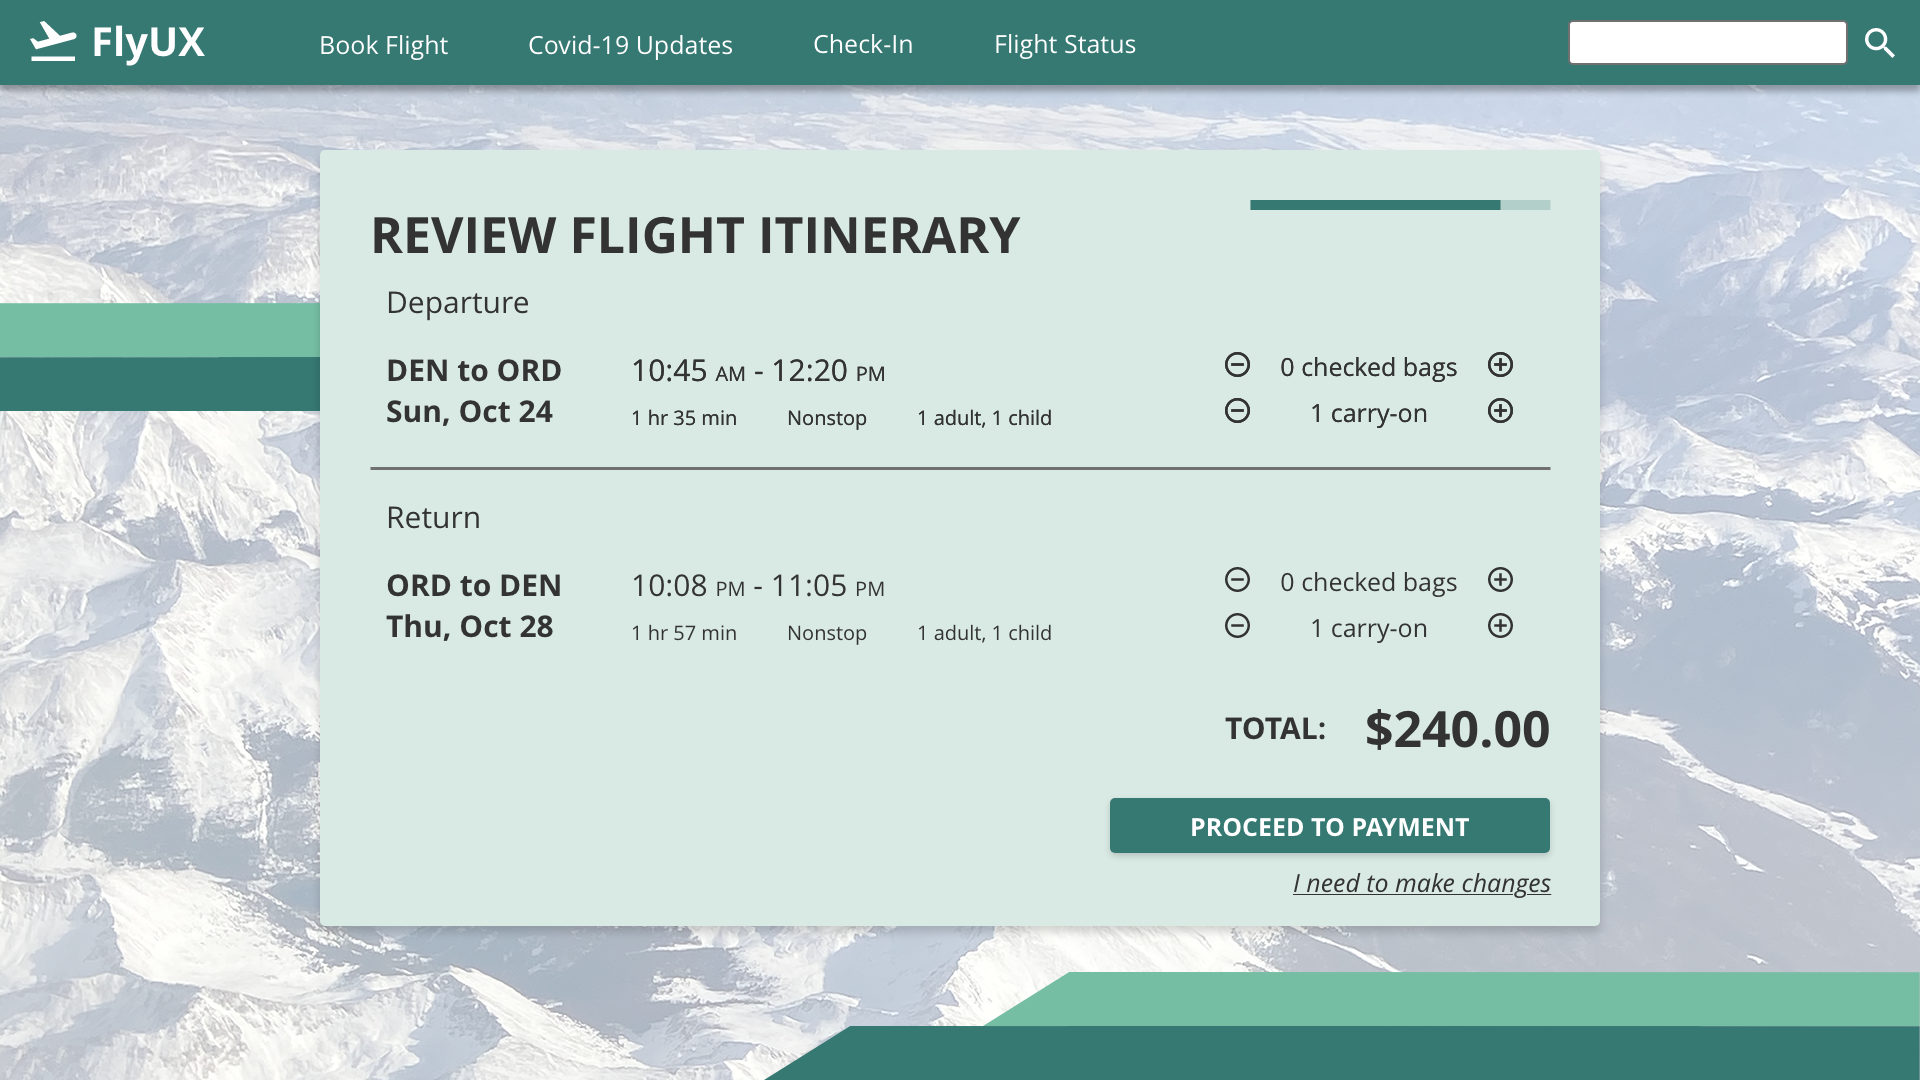 FlyUX
Book Flight
Covid-19 Updates
Check-In
Flight Status
REVIEW FLIGHT ITINERARY
Departure
DEN to ORD
Sun, Oct 24
10:45 AM - 12:20 PM
1 hr 35 min
Nonstop
1 adult, 1 child
0 checked bags
1 carry-on
Return
ORD to DEN
Thu, Oct 28
10:08 PM - 11:05 PM
1 hr 57 min
Nonstop
1 adult, 1 child
0 checked bags
1 carry-on
TOTAL: $240.00
PROCEED TO PAYMENT
I need to make changes